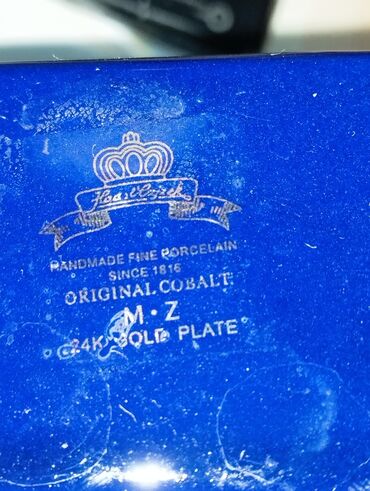 HANDMADE FINE PORCELAIN
SINCE 1816
ORIGINAL COBALT
M·Z
24K GOLD PLATE